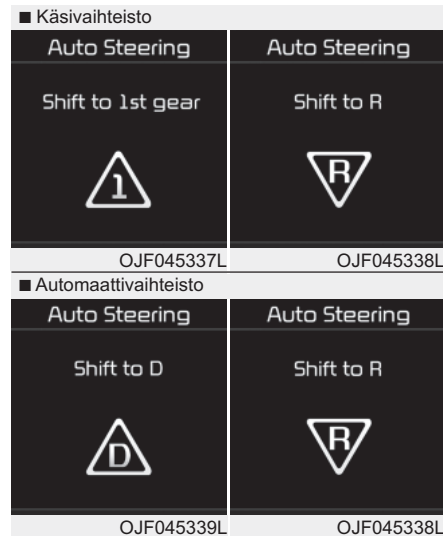 ■ Käsivaihteisto
Auto Steering
Shift to 1st gear
1
OJF045337L
Auto Steering
Shift to R
R
OJF045338L
■ Automaattivaihteisto
Auto Steering
Shift to D
D
OJF045339L
Auto Steering
Shift to R
R
OJF045338L